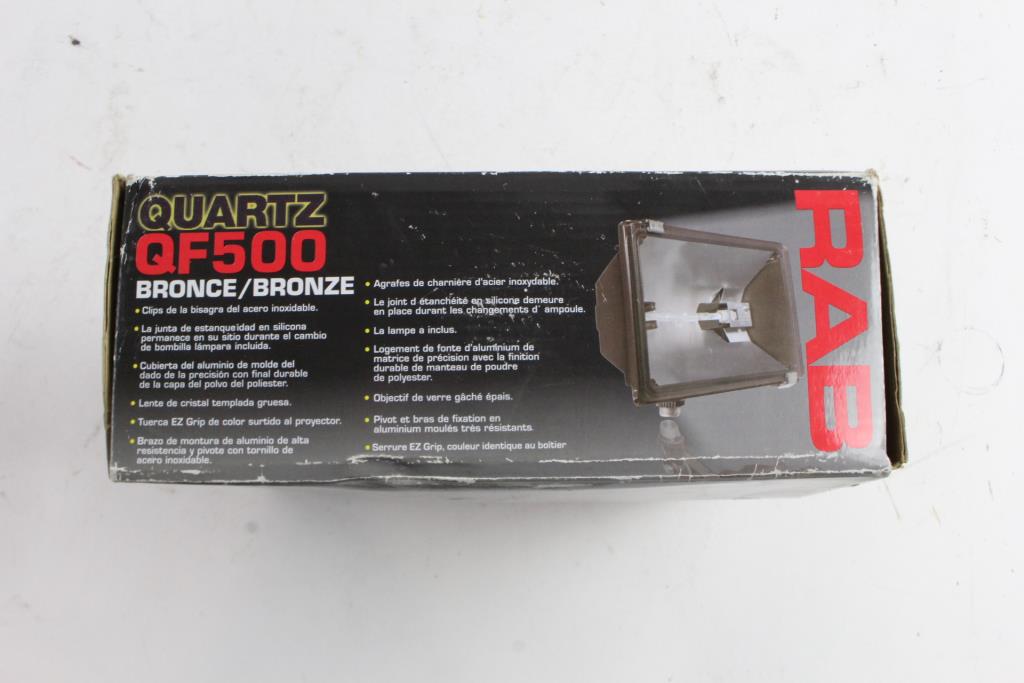 QUARTZ
QF500
BRONCE/BRONZE
• Clips de la bisagra del acero inoxidable.
• La junta de estanqueidad en silicona
permanece en su sitio durante el cambio
de bombilla lámpara incluida.
• Cubierta del aluminio de molde del
dado de la precisión con final durable
de la capa del polvo del poliester.
• Lente de cristal templada gruesa.
• Tuerca EZ Grip de color surtido al proyector.
• Brazo de montura de aluminio de alta
resistencia y pivote con tornillo de
acero inoxidable.
• Agrafes de charnière d'acier inoxydable.
• Le joint d étanchéité en silicone demeure
en place durant les changements d' ampoule.
• La lampe a inclus.
• Logement de fonte d'aluminium de
matrice de précision avec la finition
durable de manteau de poudre
de polyester.
• Objectif de verre gâché épais.
• Pivot et bras de fixation en
aluminium moulés très résistants.
• Serrure EZ Grip, couleur identique au boîtier
RAB